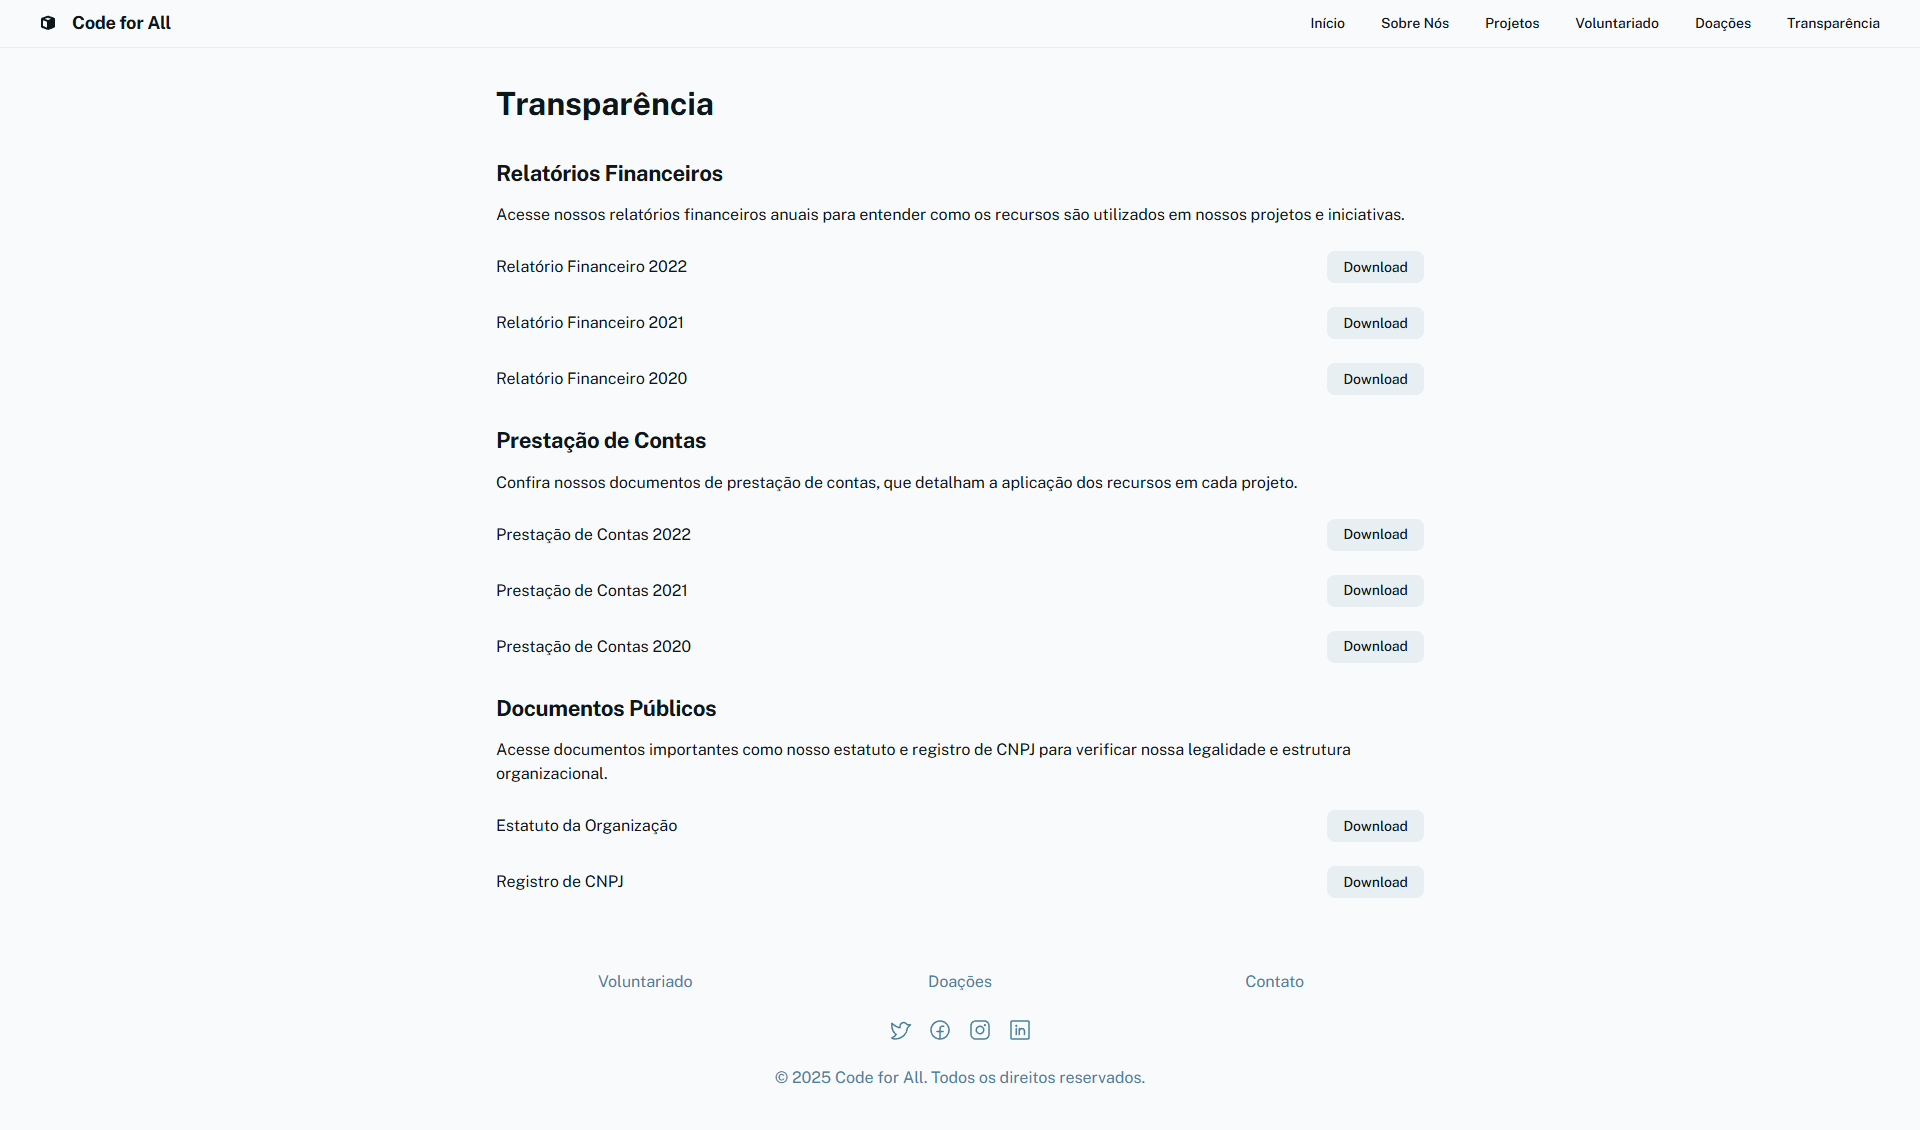 Code for All
Início
Sobre Nós
Projetos
Voluntariado
Doações
Transparência
Transparência
Relatórios Financeiros
Acesse nossos relatórios financeiros anuais para entender como os recursos são utilizados em nossos projetos e iniciativas.
Relatório Financeiro 2022
Download
Relatório Financeiro 2021
Download
Relatório Financeiro 2020
Download
Prestação de Contas
Confira nossos documentos de prestação de contas, que detalham a aplicação dos recursos em cada projeto.
Prestação de Contas 2022
Download
Prestação de Contas 2021
Download
Prestação de Contas 2020
Download
Documentos Públicos
Acesse documentos importantes como nosso estatuto e registro de CNPJ para verificar nossa legalidade e estrutura
organizacional.
Estatuto da Organização
Download
Registro de CNPJ
Download
Voluntariado
Doações
Contato
© 2025 Code for All. Todos os direitos reservados.